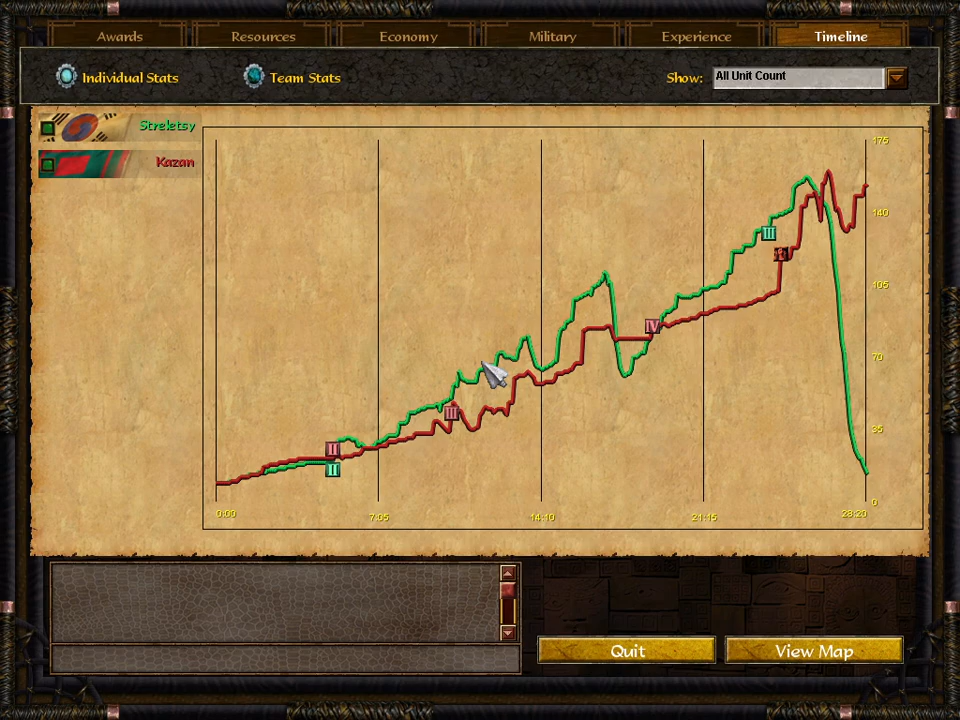 Awards Resources Economy Military Experience Timeline
Individual Stats Team Stats Show: All Unit Count
Streletsy
Kazan
175
140
105
70
35
0
III
IV
III
II
II
0:00 7:05 14:10 21:15 28:20
Quit View Map